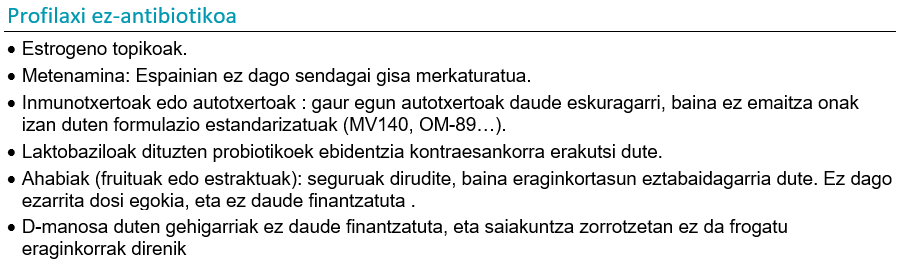 Profilaxi ez-antibiotikoa
• Estrogeno topikoak.
• Metenamina: Espainian ez dago sendagai gisa merkaturatua.
• Inmunotxertoak edo autotxertoak : gaur egun autotxertoak daude eskuragarri, baina ez emaitza onak
izan duten formulazio estandarizatuak (MV140, OM-89…).
• Laktobaziloak dituzten probiotikoek ebidentzia kontraesankorra erakutsi dute.
• Ahabiak (fruituak edo estraktuak): seguruak dirudite, baina eraginkortasun eztabaidagarria dute. Ez dago
ezarrita dosi egokia, eta ez daude finantzatuta .
• D-manosa duten gehigarriak ez daude finantzatuta, eta saiakuntza zorrotzetan ez da frogatu
eraginkorrak direnik